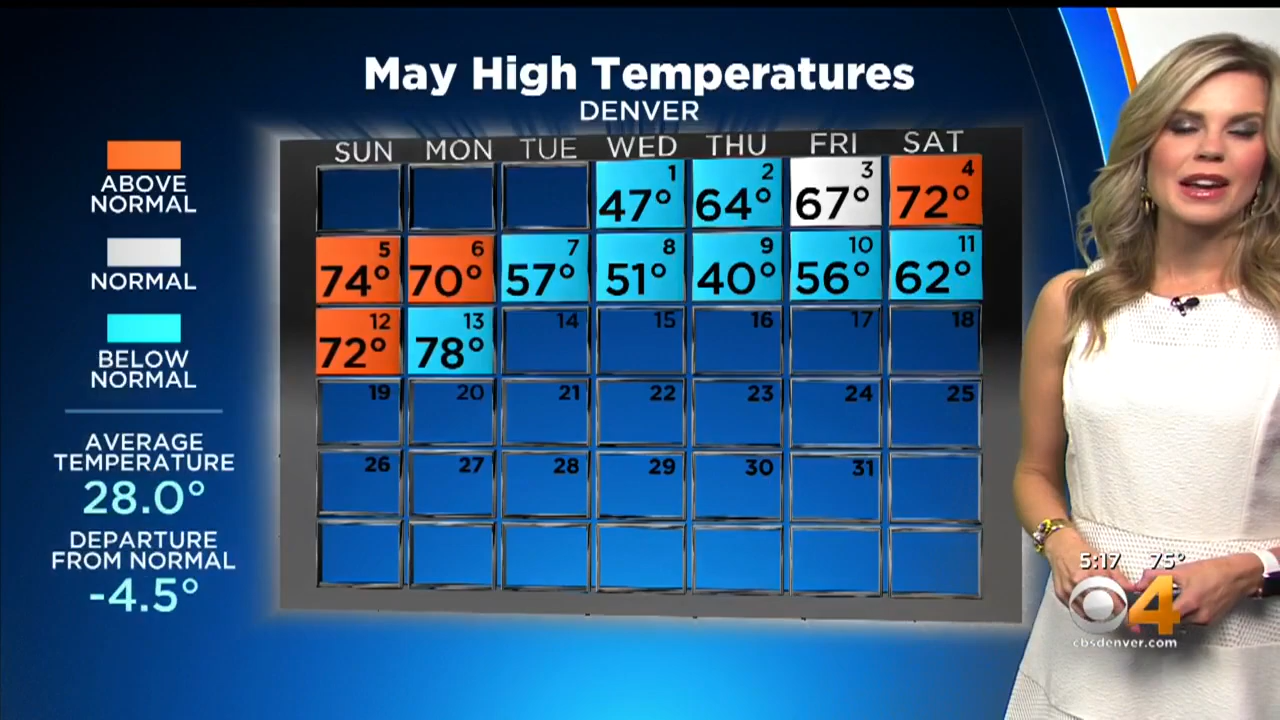 May High Temperatures
DENVER
SUN MON TUE WED THU FRI SAT
1 2 3 4
47° 64° 67° 72°
5 6 7 8 9 10 11
74° 70° 57° 51° 40° 56° 62°
12 13 14 15 16 17 18
72° 78°
19 20 21 22 23 24 25
26 27 28 29 30 31
ABOVE
NORMAL
NORMAL
BELOW
NORMAL
AVERAGE
TEMPERATURE
28.0°
DEPARTURE
FROM NORMAL
-4.5°
5:17 75°
4
cbsdenver.com